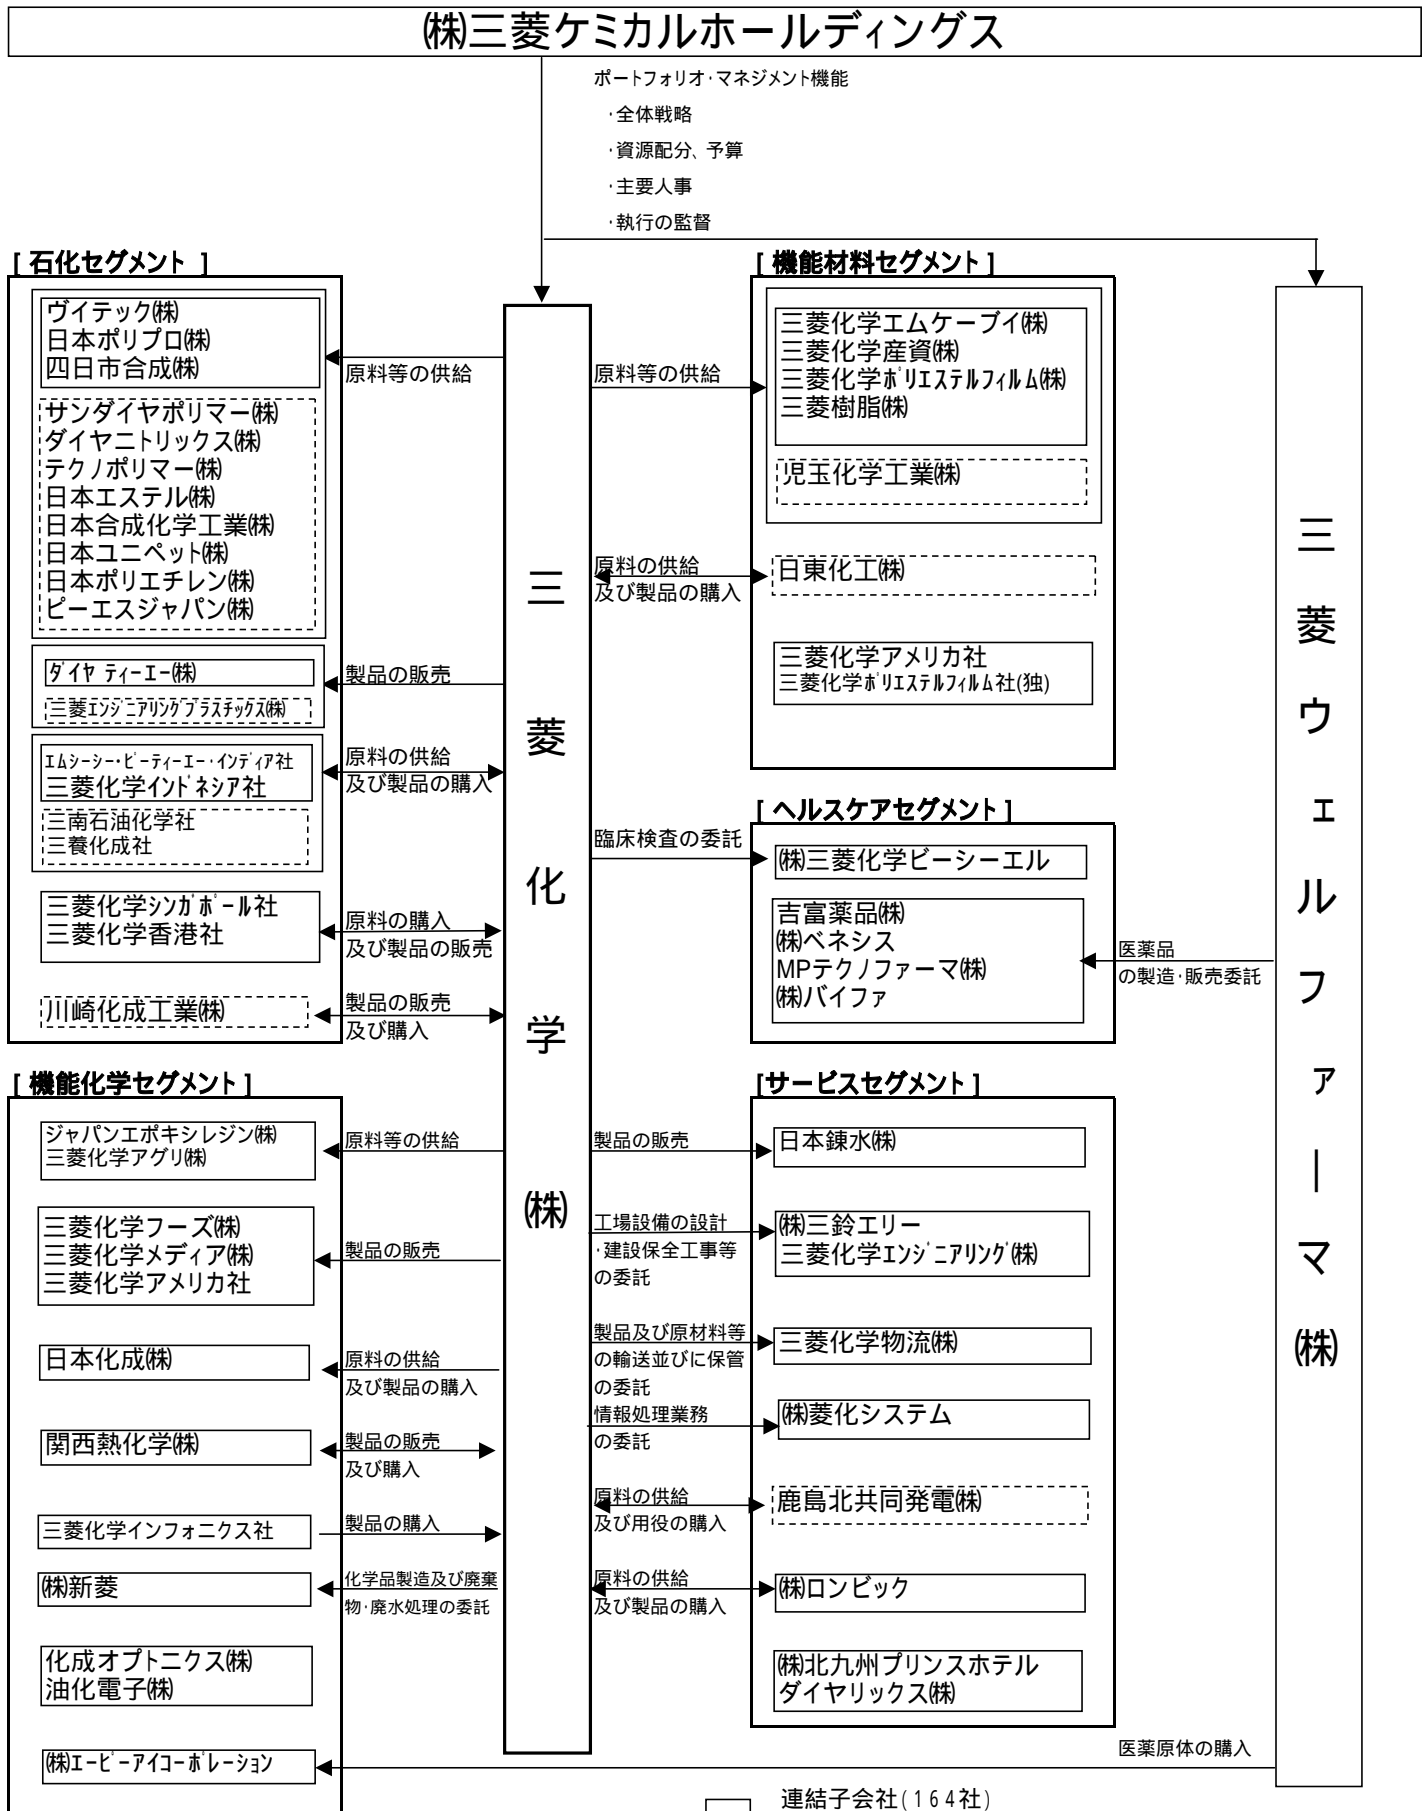 ㈱三菱ケミカルホールディングス
ポートフォリオ・マネジメント機能
・全体戦略
・資源配分、予算
・主要人事
・執行の監督
[ 石化セグメント ]
ヴイテック㈱
日本ポリプロ㈱
四日市合成㈱
サンダイヤポリマー㈱
ダイヤニトリックス㈱
テクノポリマー㈱
日本エステル㈱
日本合成化学工業㈱
日本ユニペット㈱
日本ポリエチレン㈱
ピーエスジャパン㈱
原料等の供給
ダイヤ ティーエー㈱
三菱エンジニアリングプラスチックス㈱
製品の販売
エムシーシー・ピーティーエー・インディア社
三菱化学インドネシア社
三南石油化学社
三養化成社
原料の供給
及び製品の購入
三菱化学シンガポール社
三菱化学香港社
原料の購入
及び製品の販売
川崎化成工業㈱
製品の販売
及び購入
[ 機能化学セグメント ]
ジャパンエポキシレジン㈱
三菱化学アグリ㈱
原料等の供給
三菱化学フーズ㈱
三菱化学メディア㈱
三菱化学アメリカ社
製品の販売
日本化成㈱
原料の供給
及び製品の購入
関西熱化学㈱
製品の販売
及び購入
三菱化学インフォニクス社
製品の購入
㈱新菱
化学品製造及び廃棄
物・廃水処理の委託
化成オプトニクス㈱
油化電子㈱
㈱エーピーアイコーポレーション
三菱化学㈱
[ 機能材料セグメント ]
原料等の供給
三菱化学エムケーブイ㈱
三菱化学産資㈱
三菱化学ポリエステルフィルム㈱
三菱樹脂㈱
児玉化学工業㈱
原料の供給
及び製品の購入
日東化工㈱
三菱化学アメリカ社
三菱化学ポリエステルフィルム社(独)
[ ヘルスケアセグメント ]
臨床検査の委託
㈱三菱化学ビーシーエル
吉富薬品㈱
㈱ベネシス
MPテクノファーマ㈱
㈱バイファ
医薬品
の製造・販売委託
[サービスセグメント ]
製品の販売
日本錬水㈱
工場設備の設計
・建設保全工事等
の委託
㈱三鈴エリー
三菱化学エンジニアリング㈱
製品及び原材料等
の輸送並びに保管
の委託
三菱化学物流㈱
情報処理業務
の委託
㈱菱化システム
原料の供給
及び用役の購入
鹿島北共同発電㈱
原料の供給
及び製品の購入
㈱ロンビック
㈱北九州プリンスホテル
ダイヤリックス㈱
医薬原体の購入
三菱ウェルファーマ㈱
連結子会社(164社)